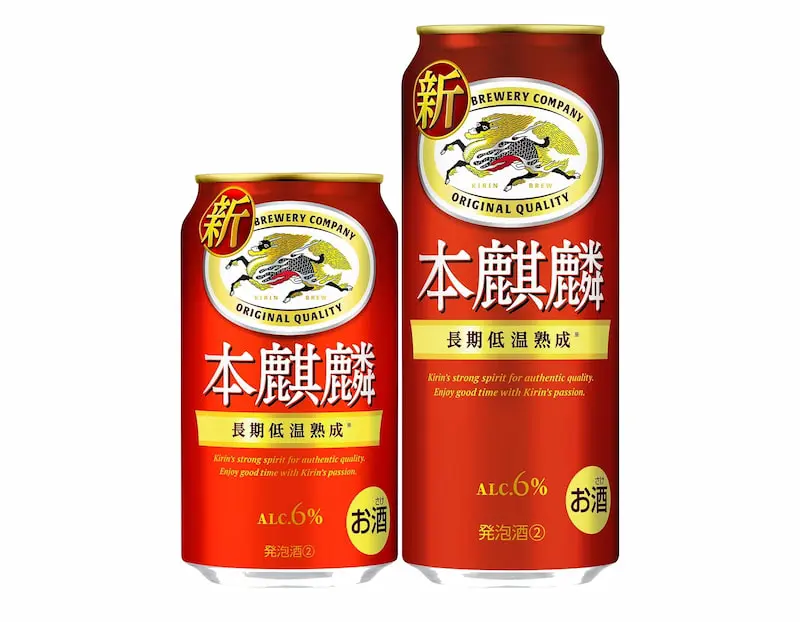 新
BREWERY COMPANY
KIRIN BREW
ORIGINAL QUALITY
本麒麟
長期低温熟成※
Kirin's strong spirit for authentic quality.
Enjoy good time with Kirin's passion.
ALC.6%
さけ
お酒
発泡酒②
新
BREWERY COMPANY
KIRIN BREW
ORIGINAL QUALITY
本麒麟
長期低温熟成※
Kirin's strong spirit for authentic quality.
Enjoy good time with Kirin's passion.
ALC.6%
さけ
お酒
発泡酒②